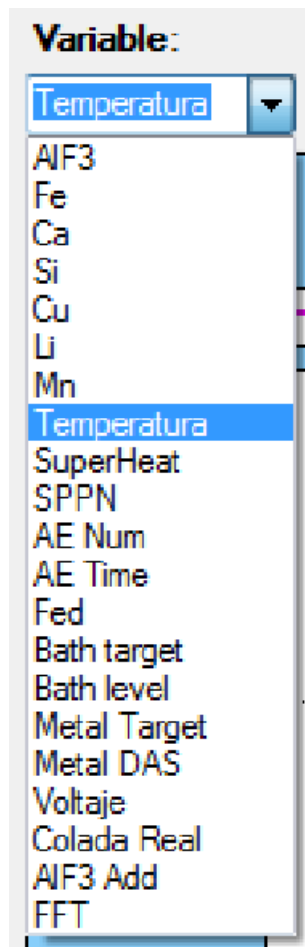 Variable:
Temperatura
AlF3
Fe
Ca
Si
Cu
Li
Mn
Temperatura
SuperHeat
SPPN
AE Num
AE Time
Fed
Bath target
Bath level
Metal Target
Metal DAS
Voltaje
Colada Real
AlF3 Add
FFT